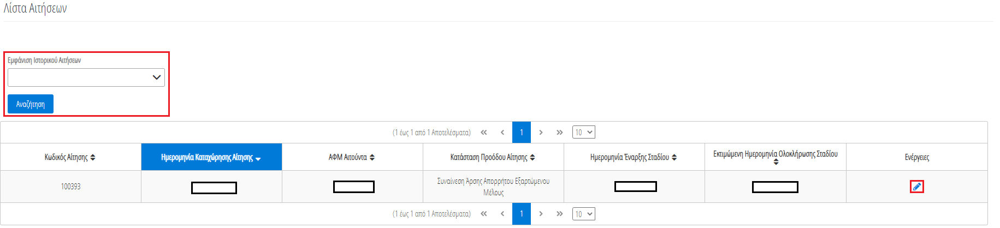 Λίστα Αιτήσεων
Εμφάνιση Ιστορικού Αιτήσεων
Αναζήτηση
(1 έως 1 από 1 Αποτελέσματα) 1 10
Κωδικός Αίτησης Ημερομηνία Καταχώρησης Αίτησης ΑΦΜ Αιτούντα Κατάσταση Προόδου Αίτησης Ημερομηνία Έναρξης Σταδίου Εκτιμώμενη Ημερομηνία Ολοκλήρωσης Σταδίου Ενέργειες
100393 Συναίνεση Άρσης Απορρήτου Εξαρτώμενου
Μέλους
(1 έως 1 από 1 Αποτελέσματα) 1 10